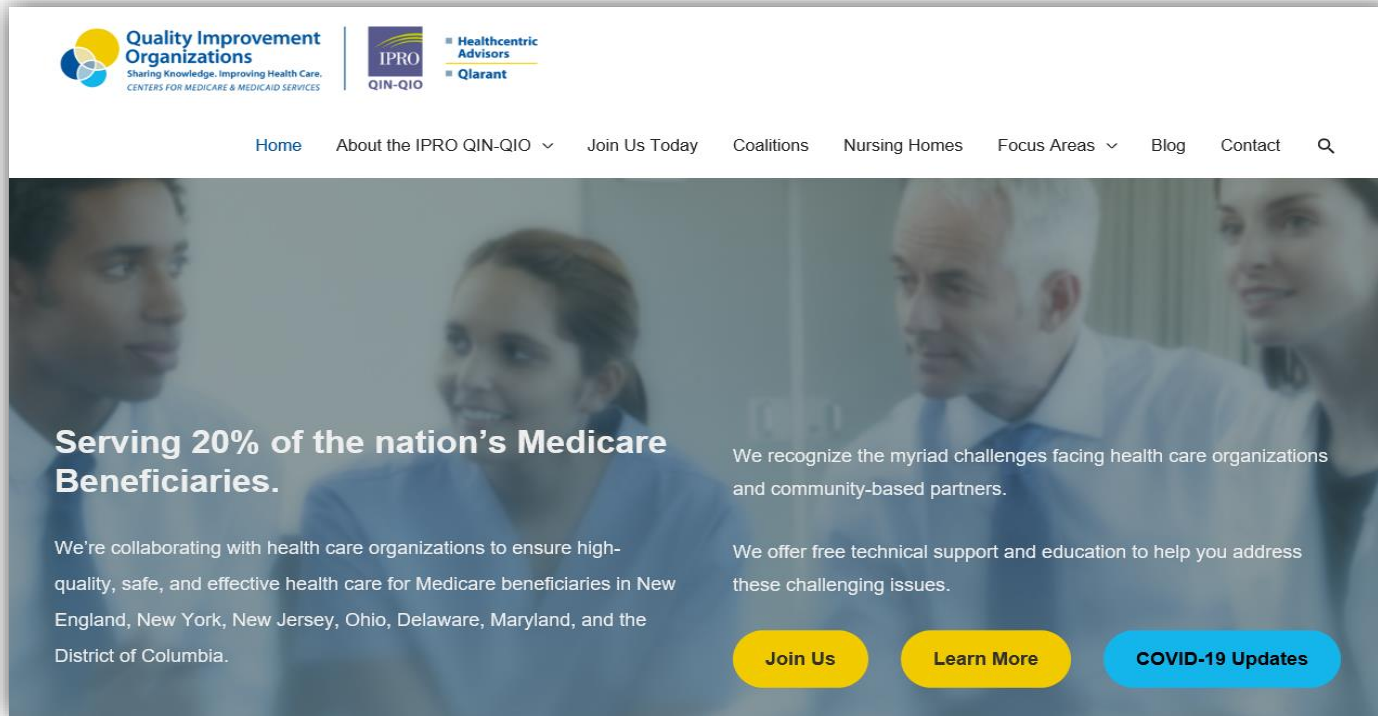 Quality Improvement
Organizations
Sharing Knowledge. Improving Health Care.
CENTERS FOR MEDICARE & MEDICAID SERVICES
IPRO
QIN-QIO
Healthcentric
Advisors
Qlarant
Home About the IPRO QIN-QIO Join Us Today Coalitions Nursing Homes Focus Areas Blog Contact
Serving 20% of the nation’s Medicare
Beneficiaries.
We’re collaborating with health care organizations to ensure high-
quality, safe, and effective health care for Medicare beneficiaries in New
England, New York, New Jersey, Ohio, Delaware, Maryland, and the
District of Columbia.
We recognize the myriad challenges facing health care organizations
and community-based partners.
We offer free technical support and education to help you address
these challenging issues.
Join Us Learn More COVID-19 Updates